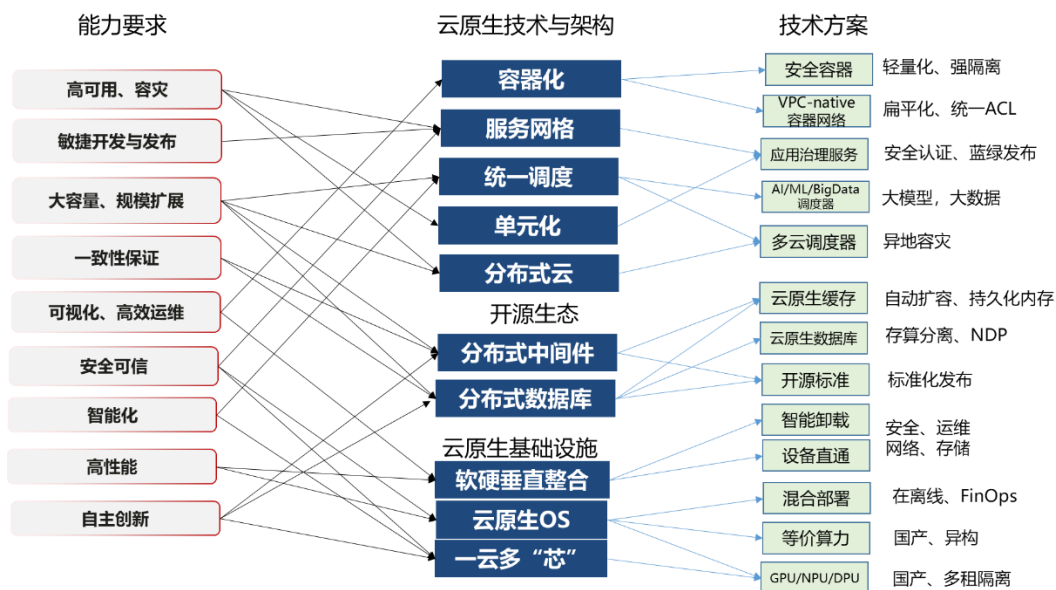 能力要求
云原生技术与架构
技术方案
高可用、容灾
敏捷开发与发布
大容量、规模扩展
一致性保证
可视化、高效运维
安全可信
智能化
高性能
自主创新
容器化
服务网格
统一调度
单元化
分布式云
开源生态
分布式中间件
分布式数据库
云原生基础设施
软硬垂直整合
云原生OS
一云多“芯”
安全容器
轻量化、强隔离
VPC-native
容器网络
扁平化、统一ACL
应用治理服务
安全认证、蓝绿发布
AI/ML/BigData
调度器
大模型，大数据
多云调度器
异地容灾
云原生缓存
自动扩容、持久化内存
云原生数据库
存算分离、NDP
开源标准
标准化发布
智能卸载
设备直通
安全、运维
网络、存储
混合部署
在离线、FinOps
等价算力
国产、异构
GPU/NPU/DPU
国产、多租隔离